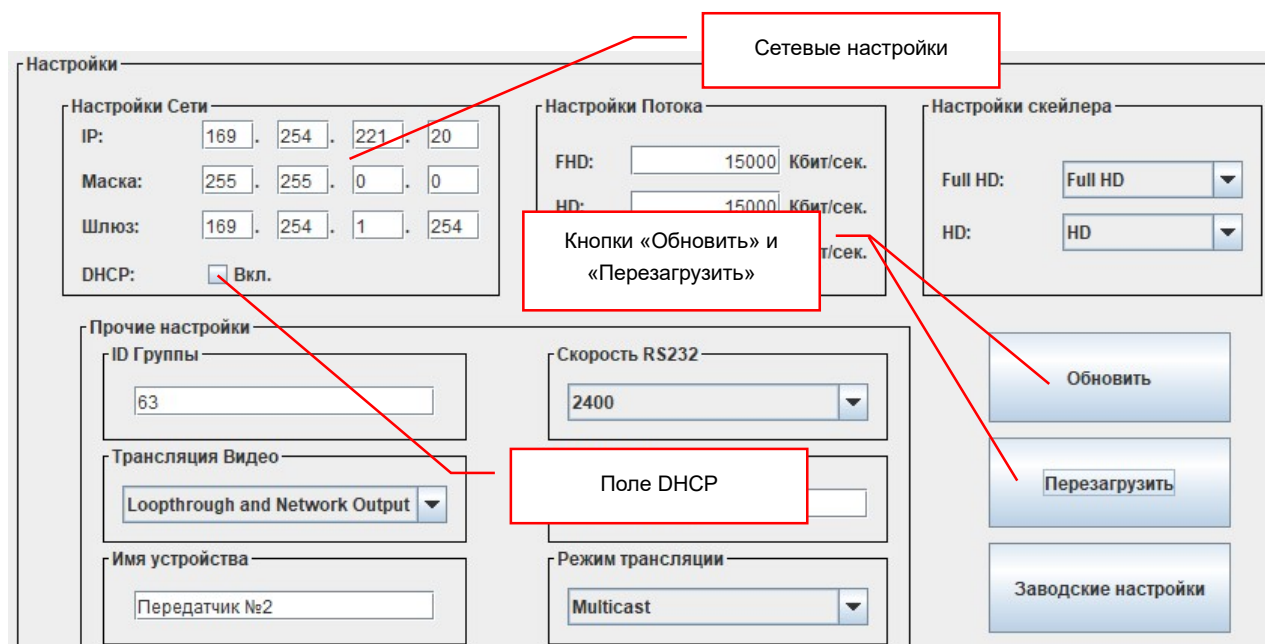 Сетевые настройки
Настройки
Настройки Сети
IP: 169 . 254 . 221 . 20
Маска: 255 . 255 . 0 . 0
Шлюз: 169 . 254 . 1 . 254
DHCP: Вкл.
Настройки Потока
FHD: 15000 Кбит/сек.
HD: 15000 Кбит/сек.
т/сек.
Кнопки «Обновить» и
«Перезагрузить»
Настройки скейлера
Full HD: Full HD
HD: HD
Прочие настройки
ID Группы
63
Скорость RS232
2400
Трансляция Видео
Loopthrough and Network Output
Поле DHCP
Имя устройства
Передатчик №2
Режим трансляции
Multicast
Обновить
Перезагрузить
Заводские настройки